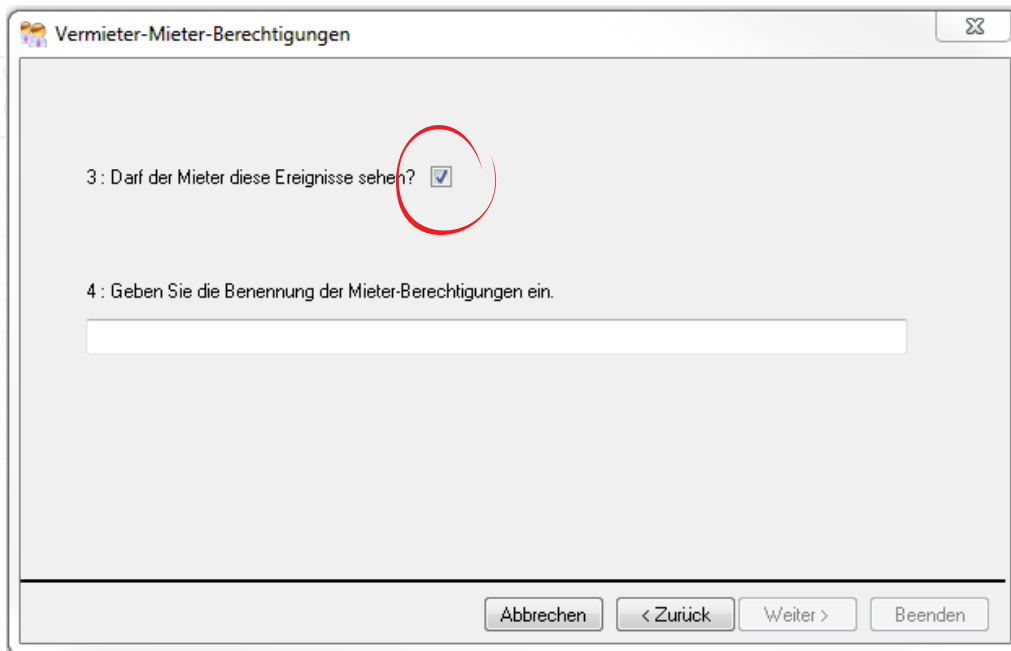 Vermieter-Mieter-Berechtigungen
3 : Darf der Mieter diese Ereignisse sehen?
4 : Geben Sie die Benennung der Mieter-Berechtigungen ein.
Abbrechen < Zurück Weiter > Beenden